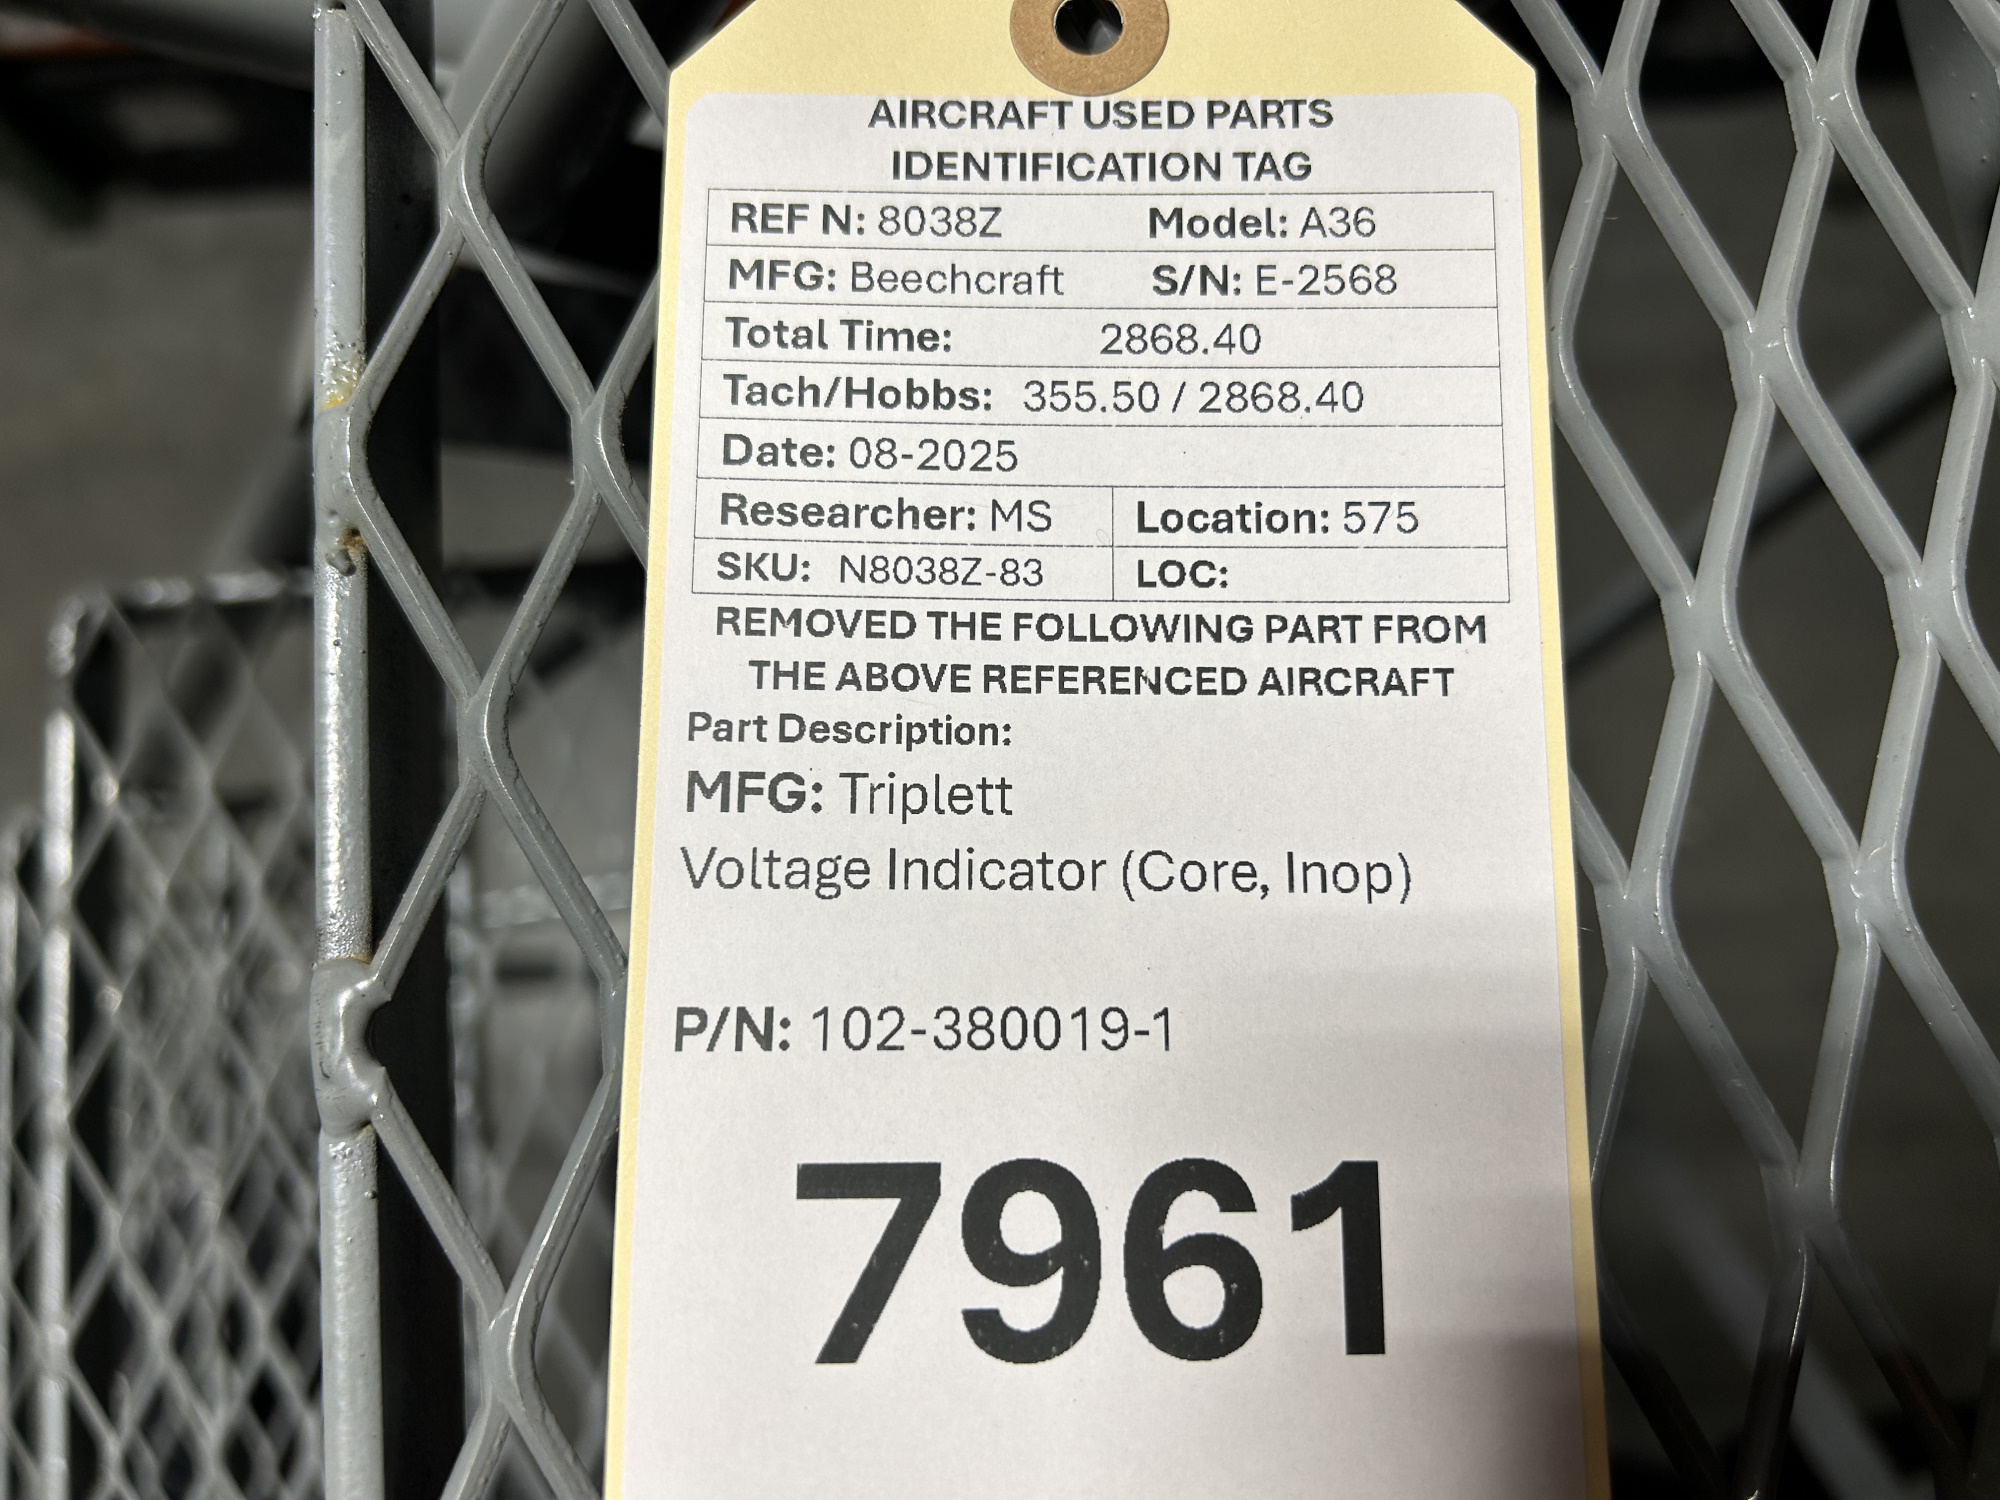 AIRCRAFT USED PARTS
IDENTIFICATION TAG
REF N: 8038Z Model: A36
MFG: Beechcraft S/N: E-2568
Total Time: 2868.40
Tach/Hobbs: 355.50 / 2868.40
Date: 08-2025
Researcher: MS Location: 575
SKU: N8038Z-83 LOC:
REMOVED THE FOLLOWING PART FROM
THE ABOVE REFERENCED AIRCRAFT
Part Description:
MFG: Triplett
Voltage Indicator (Core, Inop)
P/N: 102-380019-1
7961